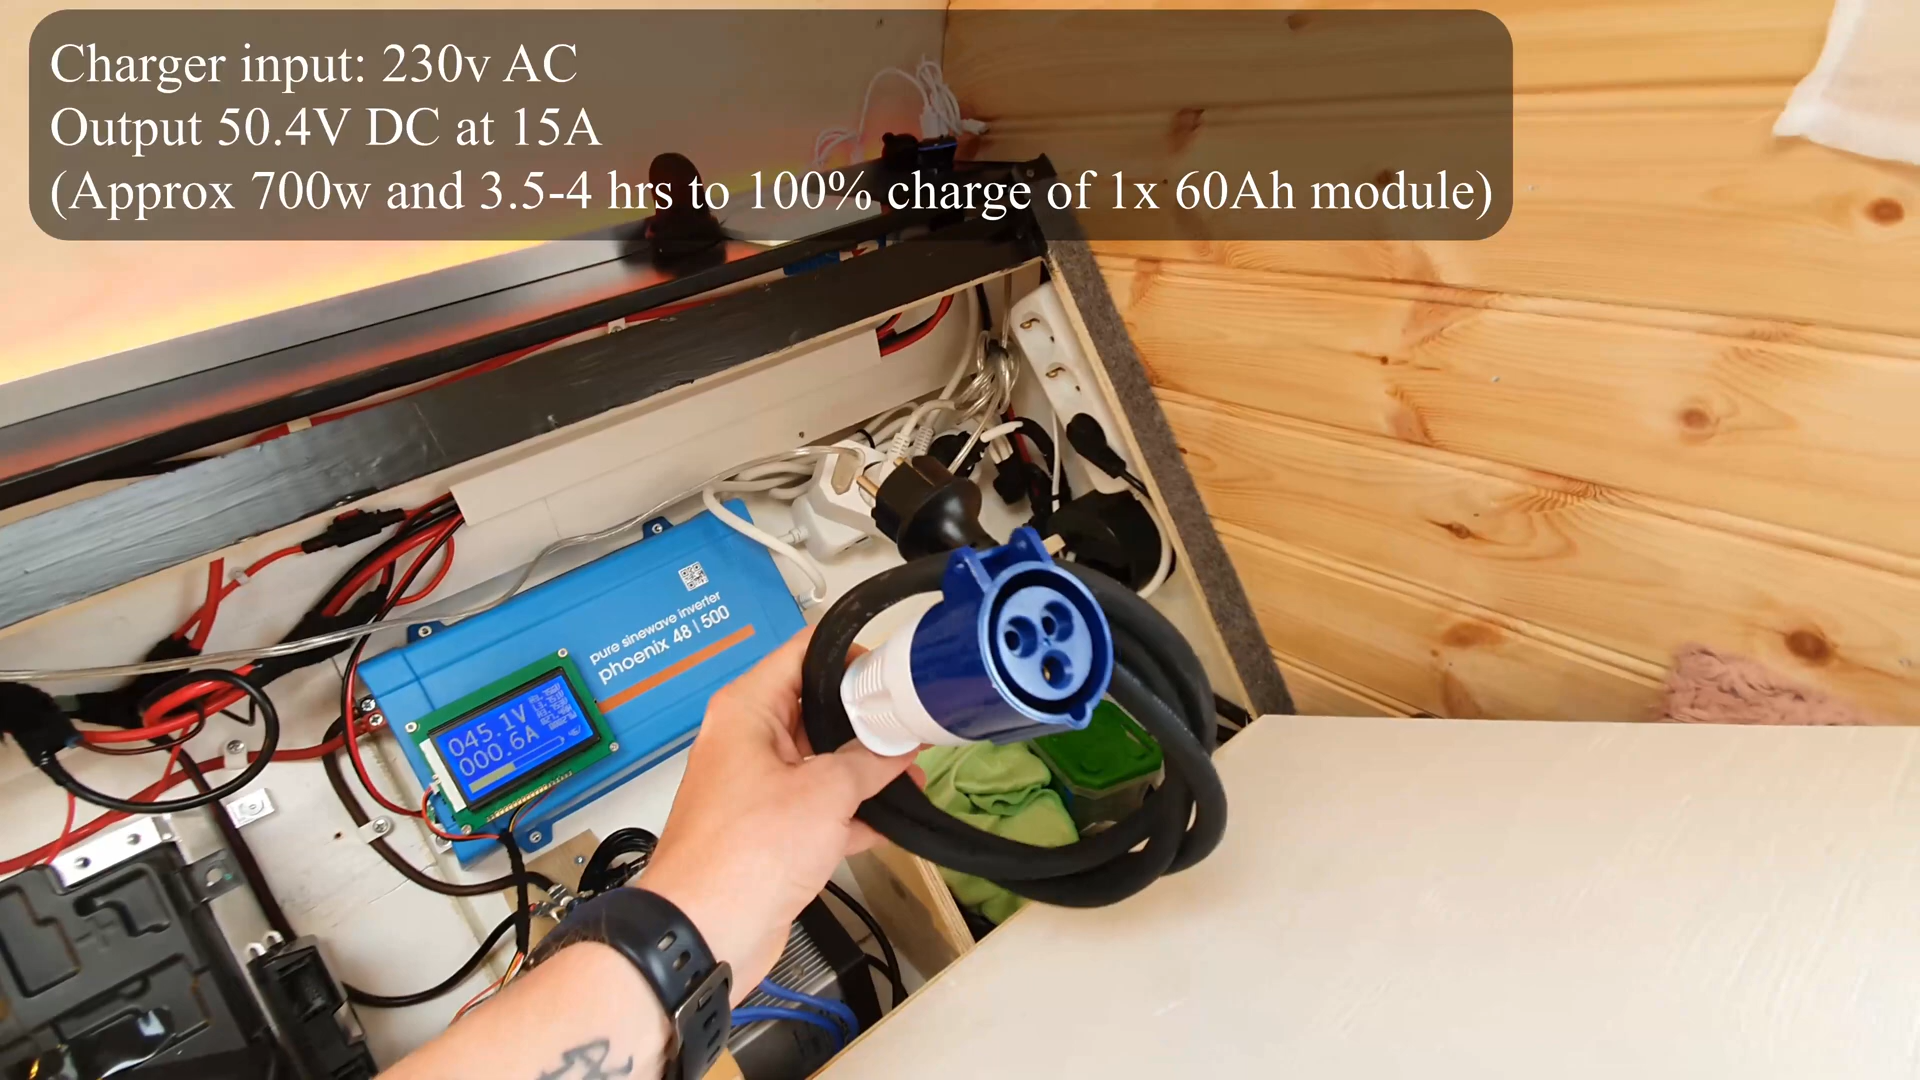 Charger input: 230v AC
Output 50.4V DC at 15A
(Approx 700w and 3.5-4 hrs to 100% charge of 1x 60Ah module)
pure sinewave inverter
phoenix 48 | 500
045.1V
000.6A